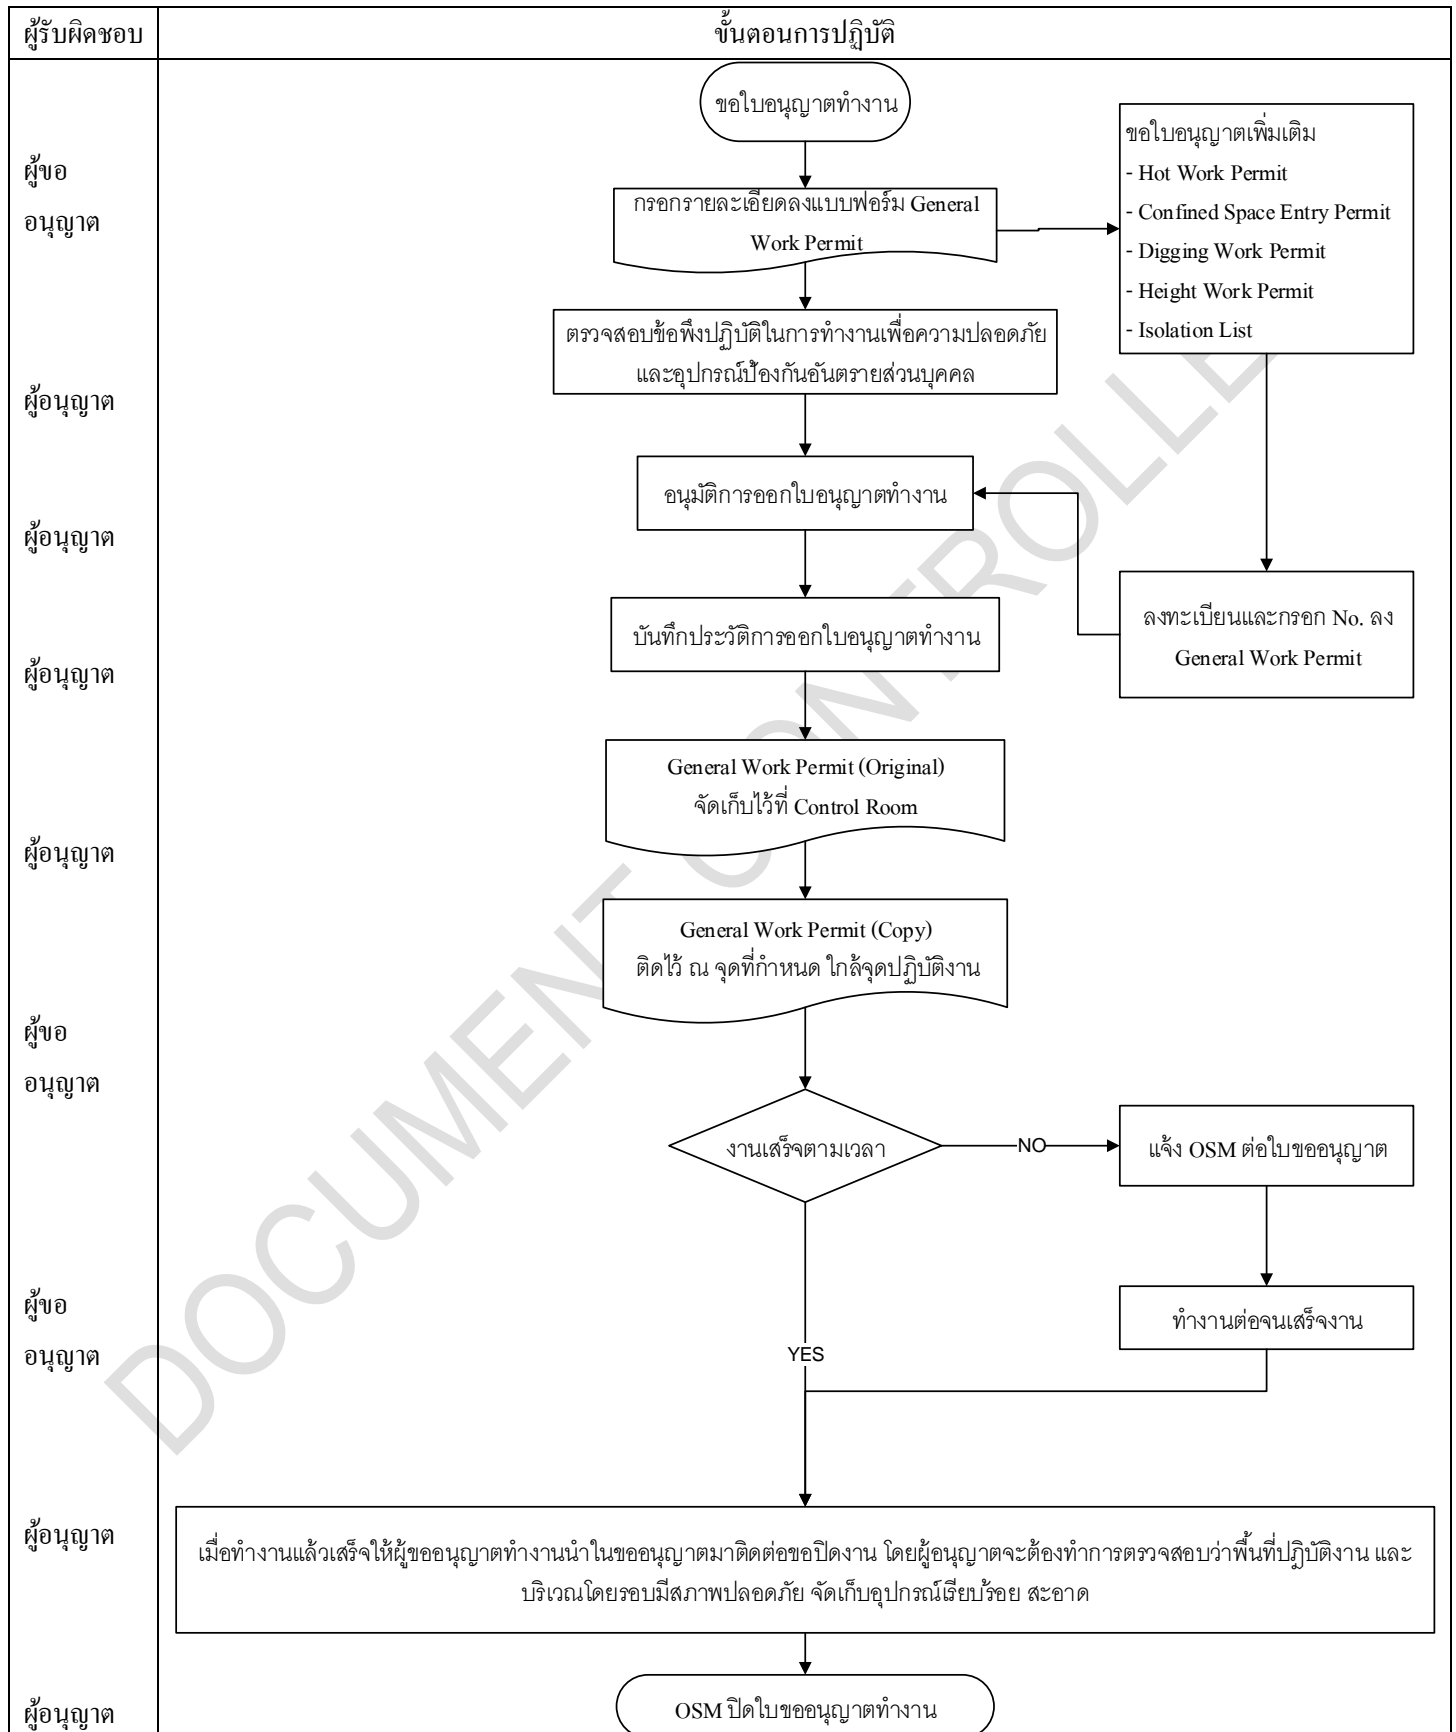 ผู้รับผิดชอบ
ขั้นตอนการปฏิบัติ
ขอใบอนุญาตทำงาน
ขอใบอนุญาตเพิ่มเติม
- Hot Work Permit
- Confined Space Entry Permit
- Digging Work Permit
- Height Work Permit
- Isolation List
ผู้ขอ
อนุญาต
กรอกรายละเอียดลงแบบฟอร์ม General
Work Permit
ตรวจสอบข้อพึงปฏิบัติในการทำงานเพื่อความปลอดภัย
และอุปกรณ์ป้องกันอันตรายส่วนบุคคล
ผู้อนุญาต
อนุมัติการออกใบอนุญาตทำงาน
ผู้อนุญาต
บันทึกประวัติการออกใบอนุญาตทำงาน
ลงทะเบียนและกรอก No. ลง
General Work Permit
ผู้อนุญาต
General Work Permit (Original)
จัดเก็บไว้ที่ Control Room
ผู้อนุญาต
General Work Permit (Copy)
ติดไว้ ณ จุดที่กำหนด ใกล้จุดปฏิบัติงาน
ผู้ขอ
อนุญาต
งานเสร็จตามเวลา
NO
แจ้ง OSM ต่อใบขออนุญาต
ผู้ขอ
อนุญาต
ทำงานต่อจนเสร็จงาน
YES
ผู้อนุญาต
เมื่อทำงานแล้วเสร็จให้ผู้ขออนุญาตทำงานนำใบขออนุญาตมาติดต่อขอปิดงาน โดยผู้อนุญาตจะต้องทำการตรวจสอบว่าพื้นที่ปฏิบัติงาน และ
บริเวณโดยรอบมีสภาพปลอดภัย จัดเก็บอุปกรณ์เรียบร้อย สะอาด
ผู้อนุญาต
OSM ปิดใบขออนุญาตทำงาน
DOCUMENT CONTROLLE